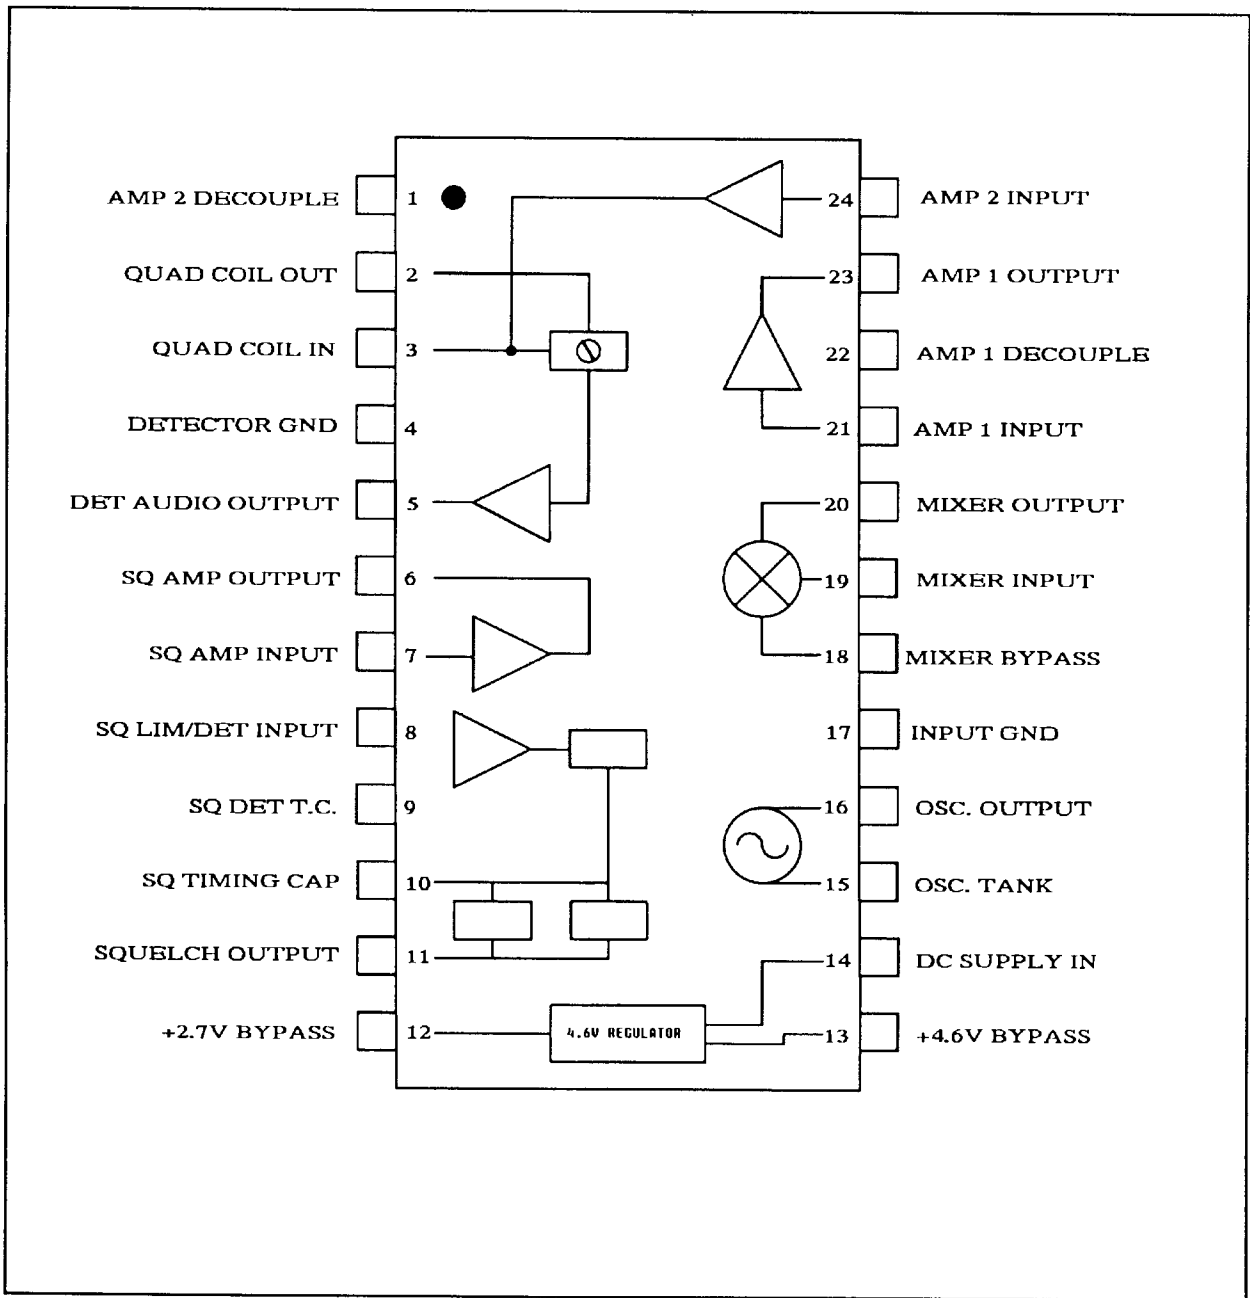 AMP 2 DECOUPLE 1 24 AMP 2 INPUT
QUAD COIL OUT 2 23 AMP 1 OUTPUT
QUAD COIL IN 3 22 AMP 1 DECOUPLE
DETECTOR GND 4 21 AMP 1 INPUT
DET AUDIO OUTPUT 5 20 MIXER OUTPUT
SQ AMP OUTPUT 6 19 MIXER INPUT
SQ AMP INPUT 7 18 MIXER BYPASS
SQ LIM/DET INPUT 8 17 INPUT GND
SQ DET T.C. 9 16 OSC. OUTPUT
SQ TIMING CAP 10 15 OSC. TANK
SQUELCH OUTPUT 11 14 DC SUPPLY IN
+2.7V BYPASS 12 4.6V REGULATOR 13 +4.6V BYPASS